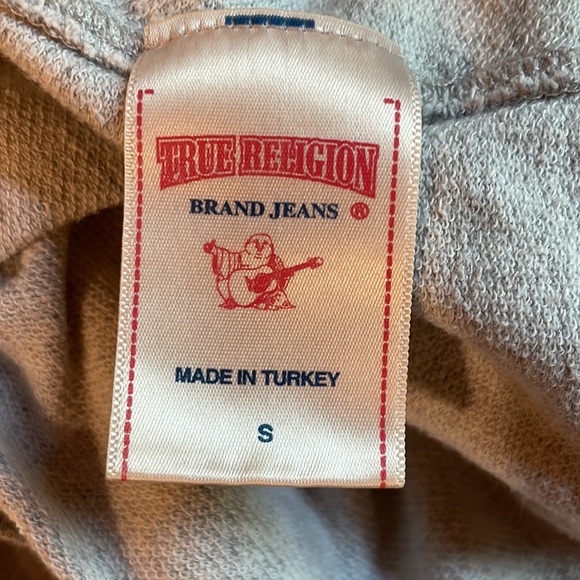 TRUE RELIGION
BRAND JEANS ®
MADE IN TURKEY
S